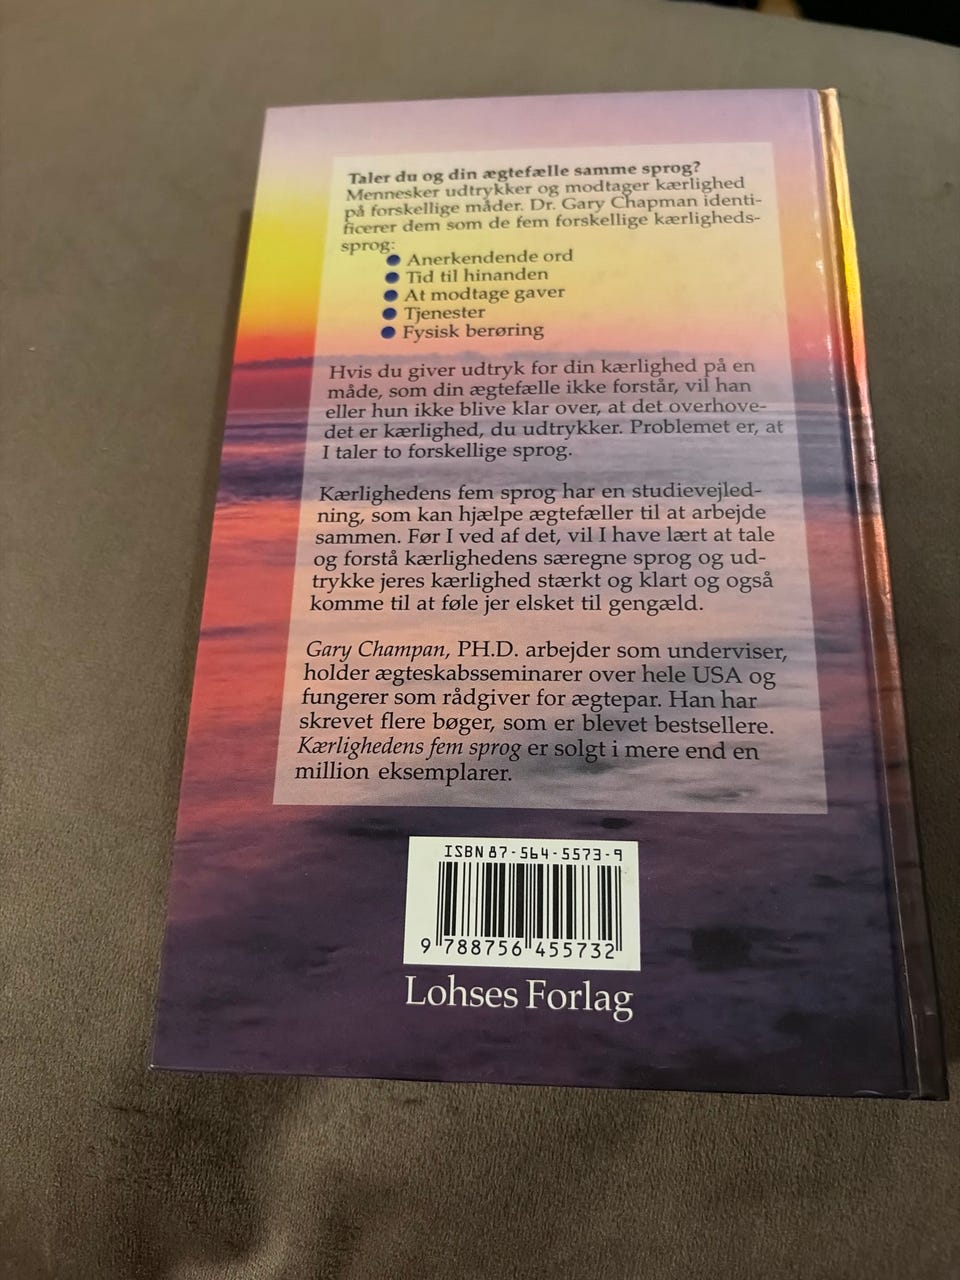 Taler du og din ægtefælle samme sprog?
Mennesker udtrykker og modtager kærlighed
på forskellige måder. Dr. Gary Chapman identi-
ficerer dem som de fem forskellige kærligheds-
sprog:
● Anerkendende ord
● Tid til hinanden
● At modtage gaver
● Tjenester
● Fysisk berøring
Hvis du giver udtryk for din kærlighed på en
måde, som din ægtefælle ikke forstår, vil han
eller hun ikke blive klar over, at det overhove-
det er kærlighed, du udtrykker. Problemet er, at
I taler to forskellige sprog.
Kærlighedens fem sprog har en studievejled-
ning, som kan hjælpe ægtefæller til at arbejde
sammen. Før I ved af det, vil I have lært at tale
og forstå kærlighedens særegne sprog og ud-
trykke jeres kærlighed stærkt og klart og også
komme til at føle jer elsket til gengæld.
Gary Champan, PH.D. arbejder som underviser,
holder ægteskabsseminarer over hele USA og
fungerer som rådgiver for ægtepar. Han har
skrevet flere bøger, som er blevet bestsellere.
Kærlighedens fem sprog er solgt i mere end en
million eksemplarer.
ISBN 87-564-5573-9
9 788756 455732
Lohses Forlag